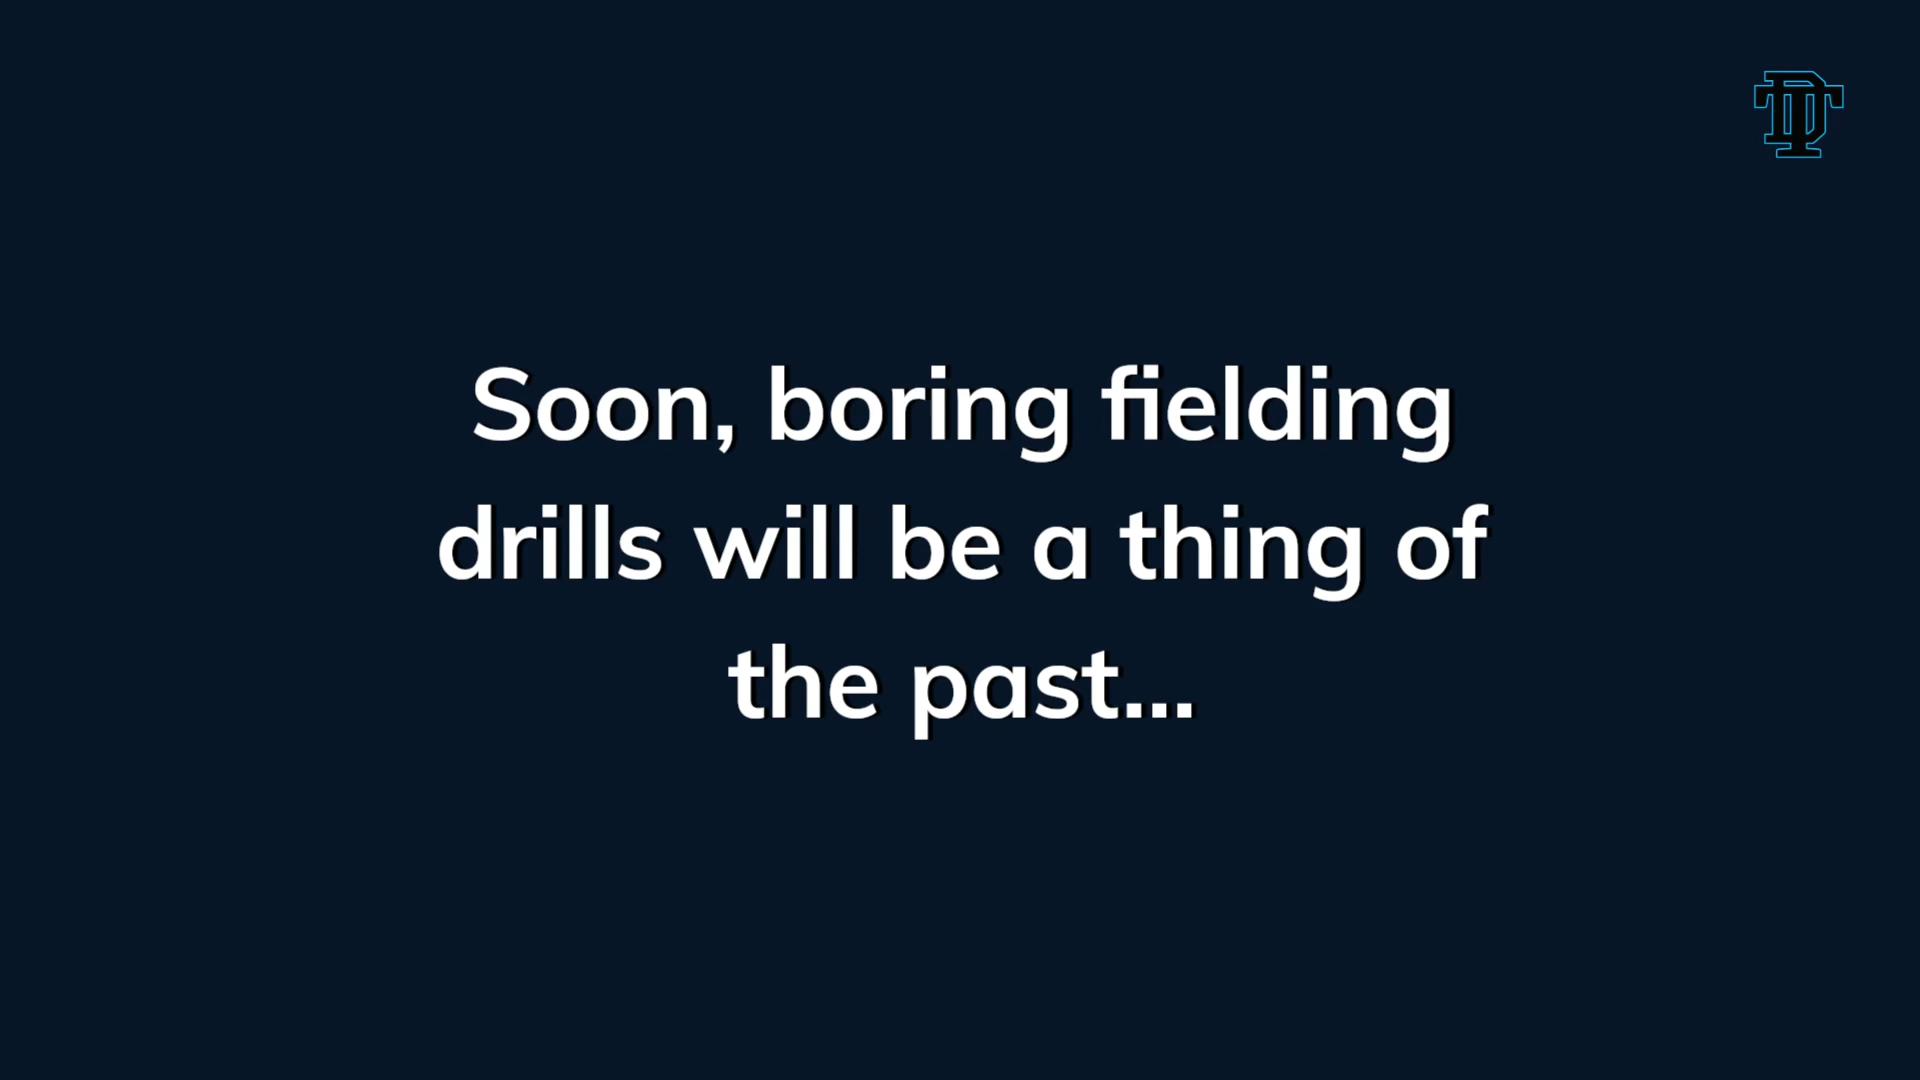 Soon, boring fielding
drills will be a thing of
the past...